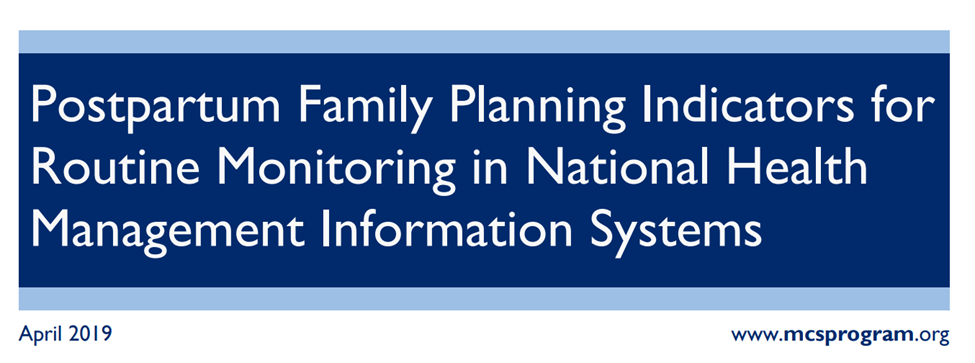 Postpartum Family Planning Indicators for
Routine Monitoring in National Health
Management Information Systems
April 2019 www.mcsprogram.org